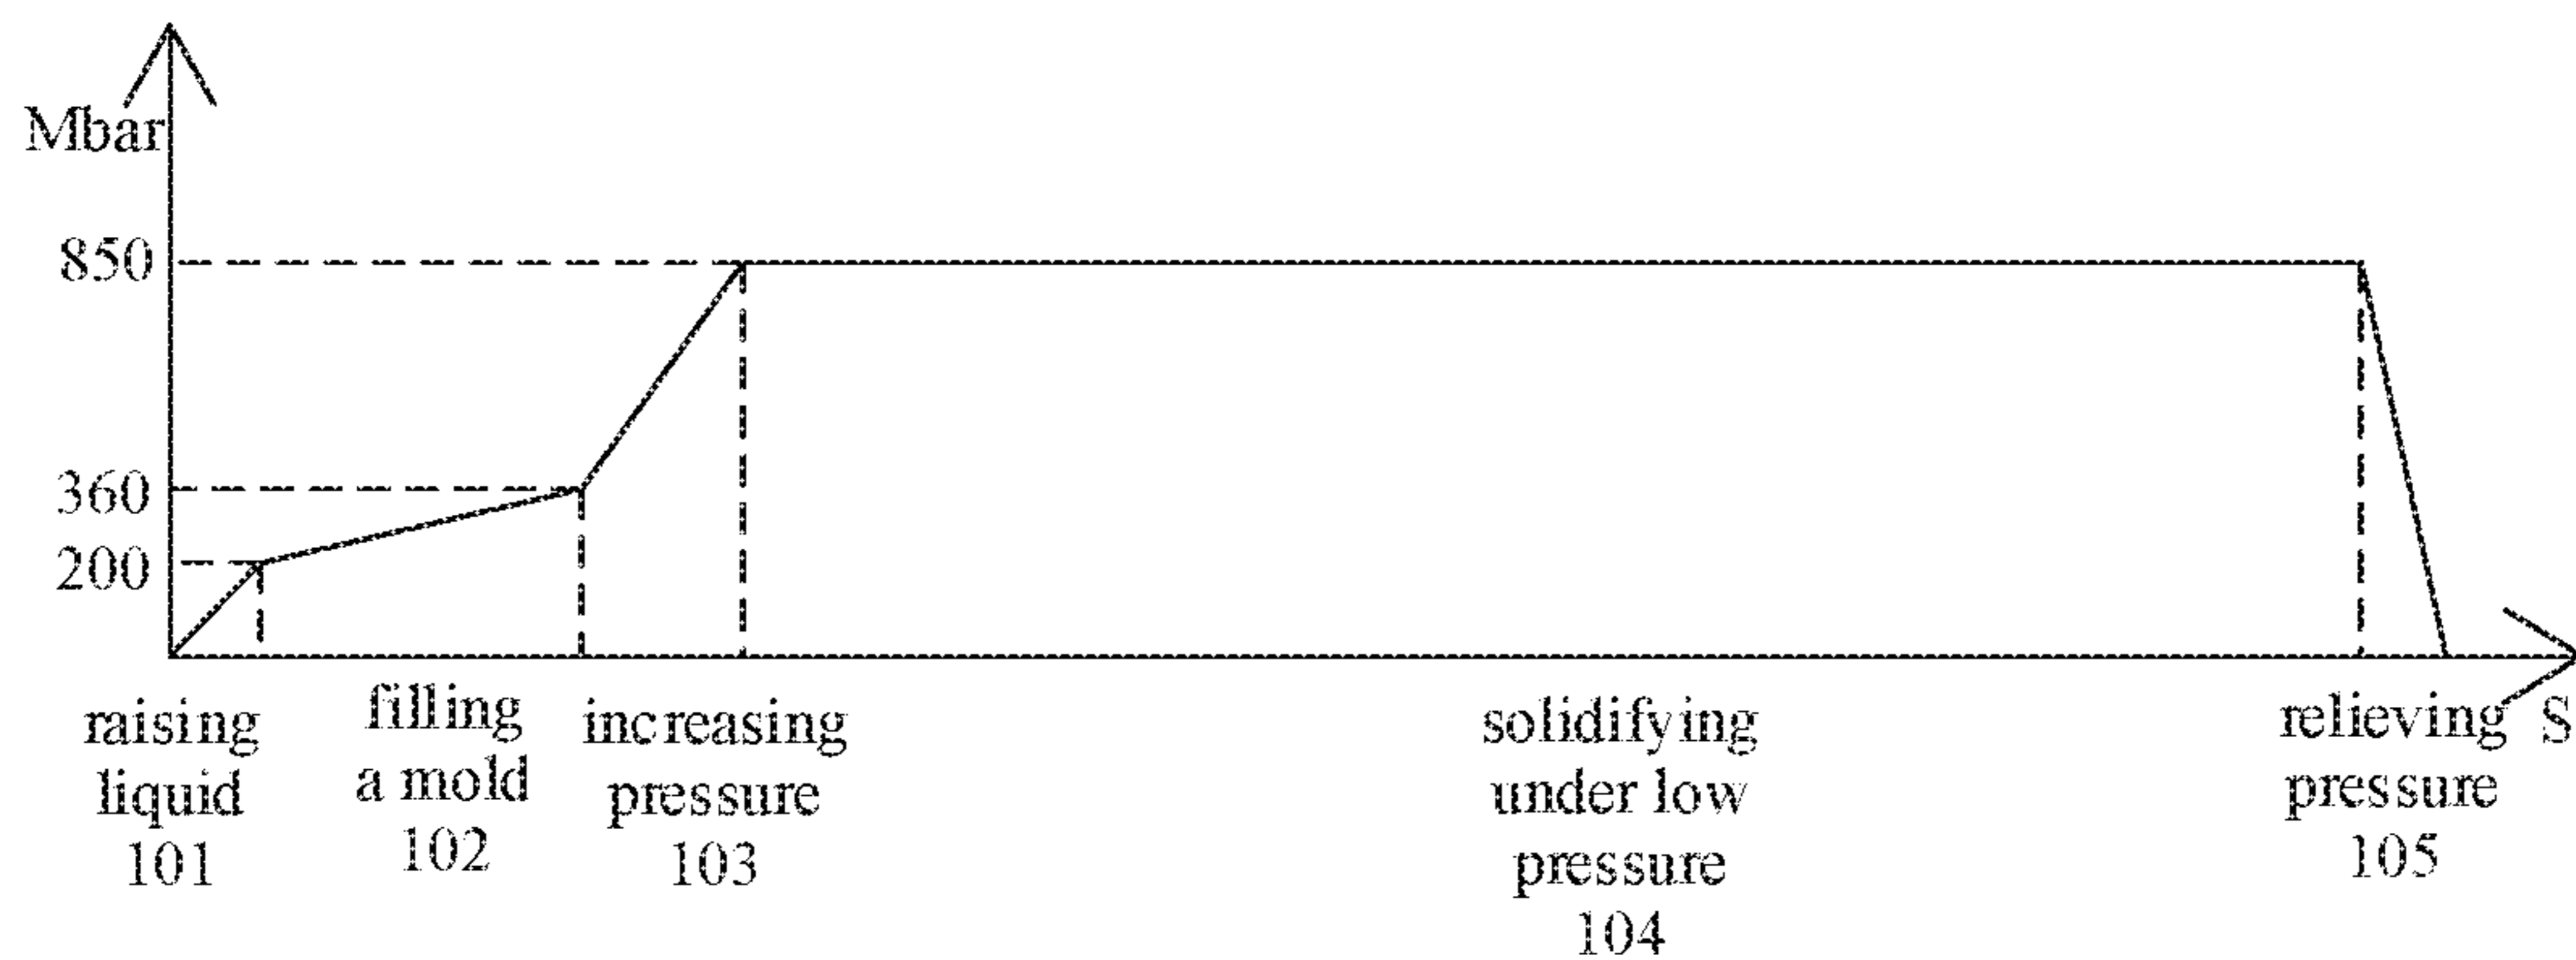 Mbar
850
360
200
raising
liquid
101
filling
a mold
102
increasing
pressure
103
solidifying
under low
pressure
104
relieving
pressure
105
S